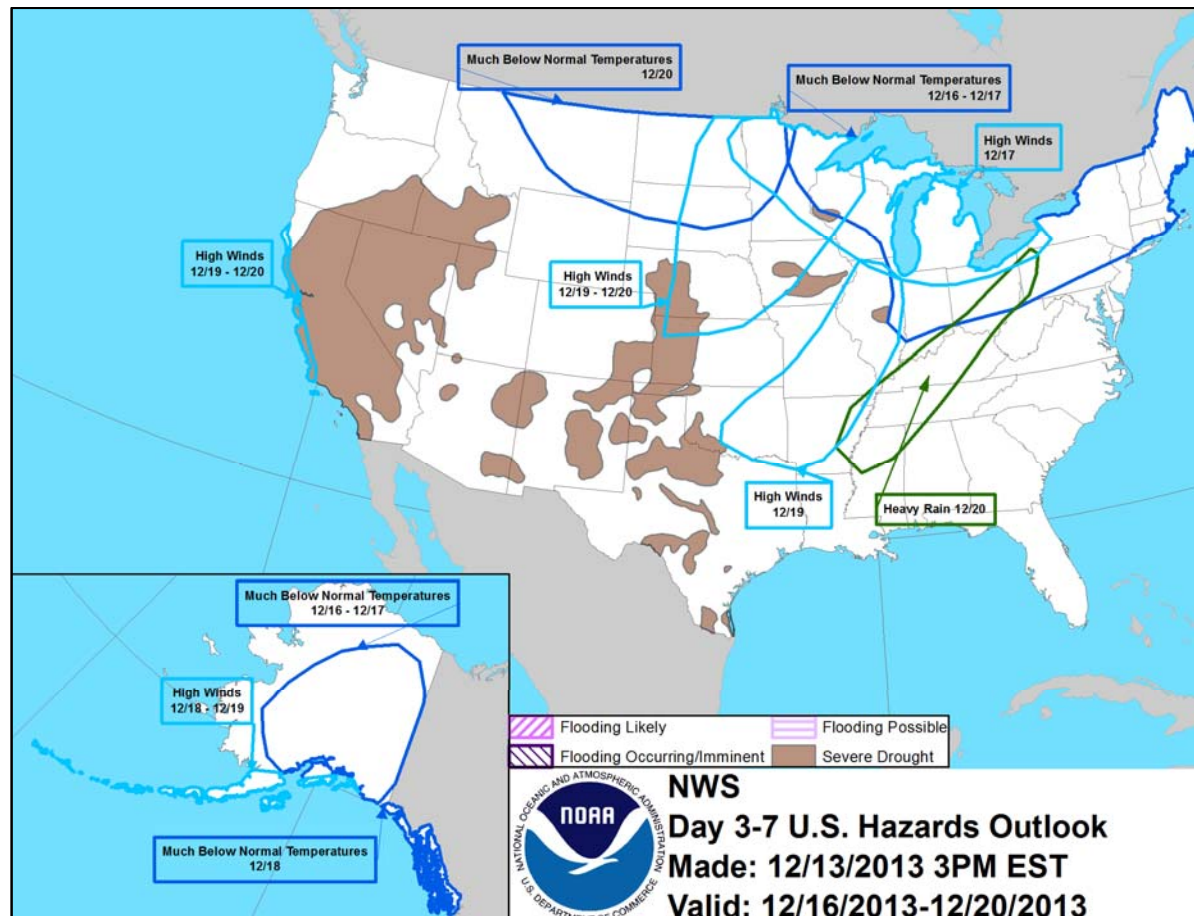 Much Below Normal Temperatures
12/20
Much Below Normal Temperatures
12/16 - 12/17
High Winds
12/17
High Winds
12/19 - 12/20
High Winds
12/19 - 12/20
High Winds
12/19
Heavy Rain 12/20
Much Below Normal Temperatures
12/16 - 12/17
High Winds
12/18 - 12/19
Much Below Normal Temperatures
12/18
Flooding Likely
Flooding Possible
Flooding Occurring/Imminent
Severe Drought
NATIONAL OCEANIC AND ATMOSPHERIC ADMINISTRATION
NOAA
U.S. DEPARTMENT OF COMMERCE
NWS
Day 3-7 U.S. Hazards Outlook
Made: 12/13/2013 3PM EST
Valid: 12/16/2013-12/20/2013